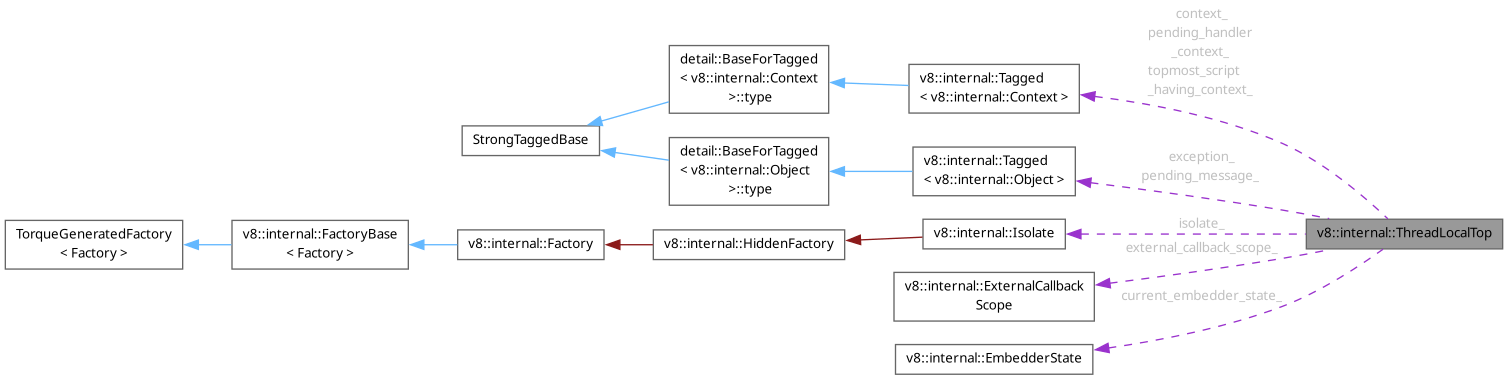 context_
pending_handler
_context_
topmost_script
_having_context_
detail::BaseForTagged
< v8::internal::Context
>::type
v8::internal::Tagged
< v8::internal::Context >
StrongTaggedBase
detail::BaseForTagged
< v8::internal::Object
>::type
v8::internal::Tagged
< v8::internal::Object >
exception_
pending_message_
TorqueGeneratedFactory
< Factory >
v8::internal::FactoryBase
< Factory >
v8::internal::Factory
v8::internal::HiddenFactory
v8::internal::Isolate
isolate_
v8::internal::ThreadLocalTop
external_callback_scope_
v8::internal::ExternalCallback
Scope
current_embedder_state_
v8::internal::EmbedderState